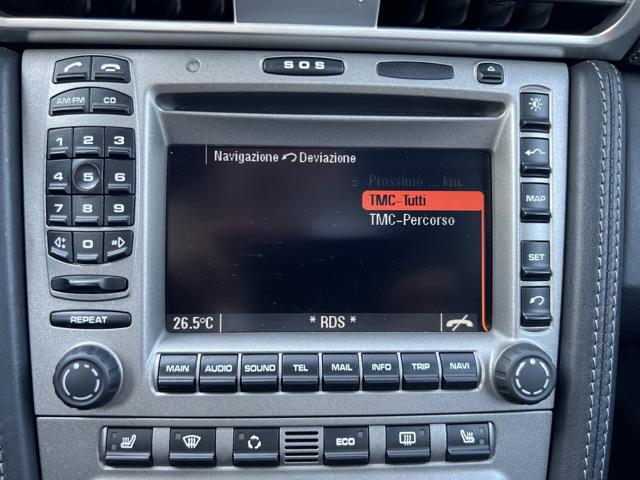 SOS
AM FM CD
1 2 3
4 5 6
7 8 9
0 #
REPEAT
Navigazione Deviazione
Prossimo ... km.
TMC-Tutti
TMC-Percorso
26.5°C * RDS *
MAP
SET
MAIN AUDIO SOUND TEL MAIL INFO TRIP NAVI
ECO